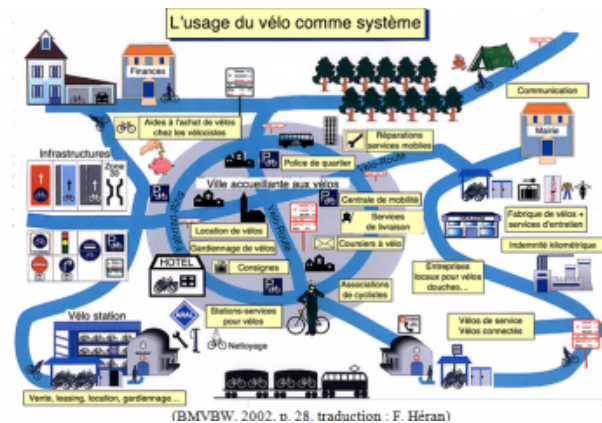 L'usage du vélo comme système
Finances
Communication
Aides à l'achat de vélos
chez les vélocistes
Réparations
services mobiles
Mairie
Infrastructures
Zone
30
Police de quartier
Vélo-Route
Ville accueillante aux vélos
Centrale de mobilité
Location de vélos
Vélo-Route
Services
de livraison
Fabrique de vélos +
services d'entretien
Gardiennage de vélos
Coursiers à vélo
Indemnité kilométrique
HOTEL
Consignes
Entreprises
locaux pour vélos
douches...
Associations
de cyclistes
Stations-services
pour vélos
ARAL
Vélo station
Nettoyage
Vélos de service
Vélos connectés
Vente, leasing, location, gardiennage...
(BMVBW, 2002, p. 28, traduction : F. Héran)